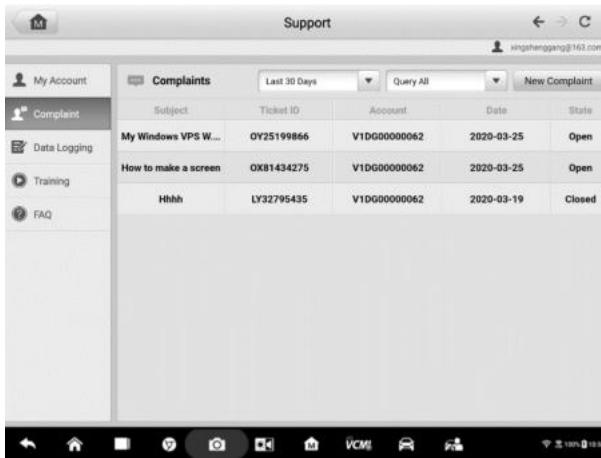 Support
xingshenggang@163.com
My Account
Complaint
Data Logging
Training
FAQ
Complaints
Last 30 Days
Query All
New Complaint
Subject Ticket ID Account Date State
My Windows VPS W.... OY25199866 V1DG00000062 2020-03-25 Open
How to make a screen OX81434275 V1DG00000062 2020-03-25 Open
Hhhh LY32795435 V1DG00000062 2020-03-19 Closed
VCMI
100%